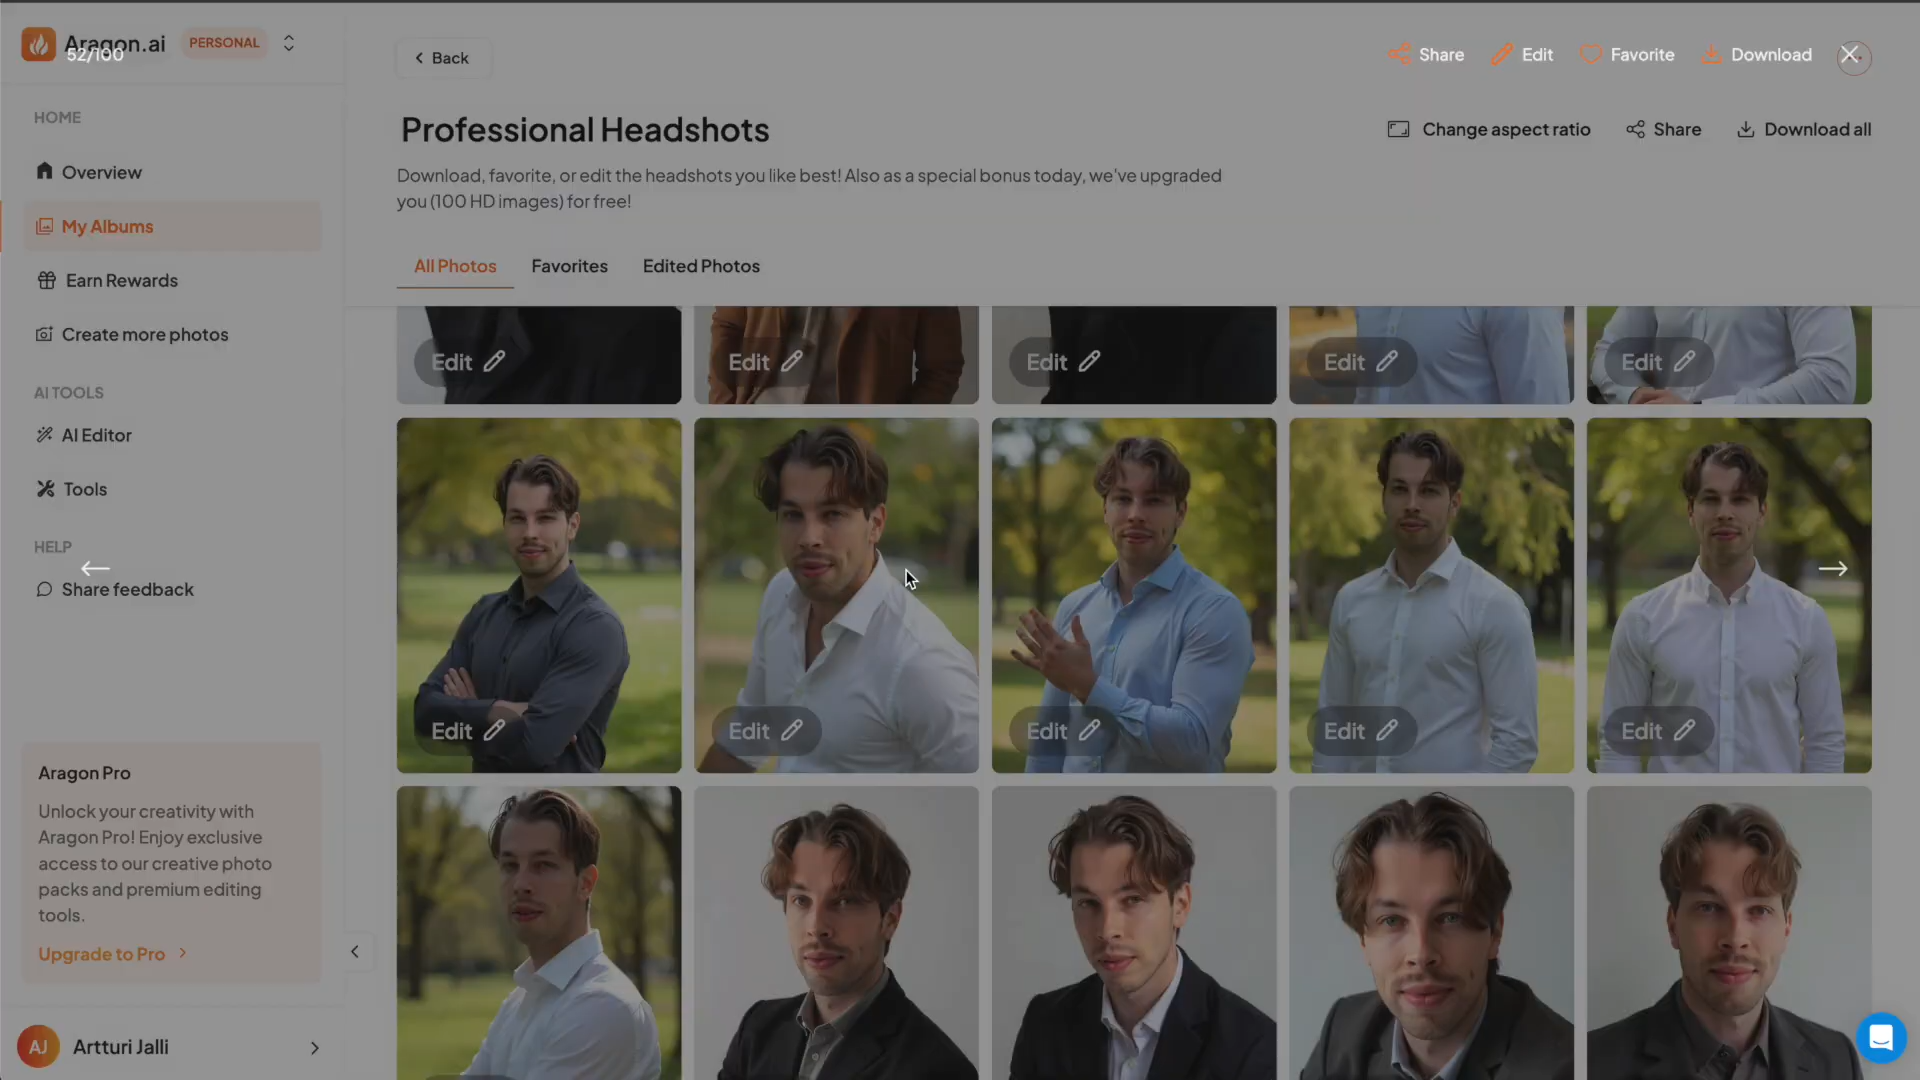 Aragon.ai
PERSONAL
52/100
HOME
Overview
My Albums
Earn Rewards
Create more photos
AI TOOLS
AI Editor
Tools
HELP
Share feedback
Aragon Pro
Unlock your creativity with
Aragon Pro! Enjoy exclusive
access to our creative photo
packs and premium editing
tools.
Upgrade to Pro
AJ
Artturi Jalli
Back
Share
Edit
Favorite
Download
Professional Headshots
Change aspect ratio
Share
Download all
Download, favorite, or edit the headshots you like best! Also as a special bonus today, we've upgraded
you (100 HD images) for free!
All Photos
Favorites
Edited Photos
Edit
Edit
Edit
Edit
Edit
Edit
Edit
Edit
Edit
Edit